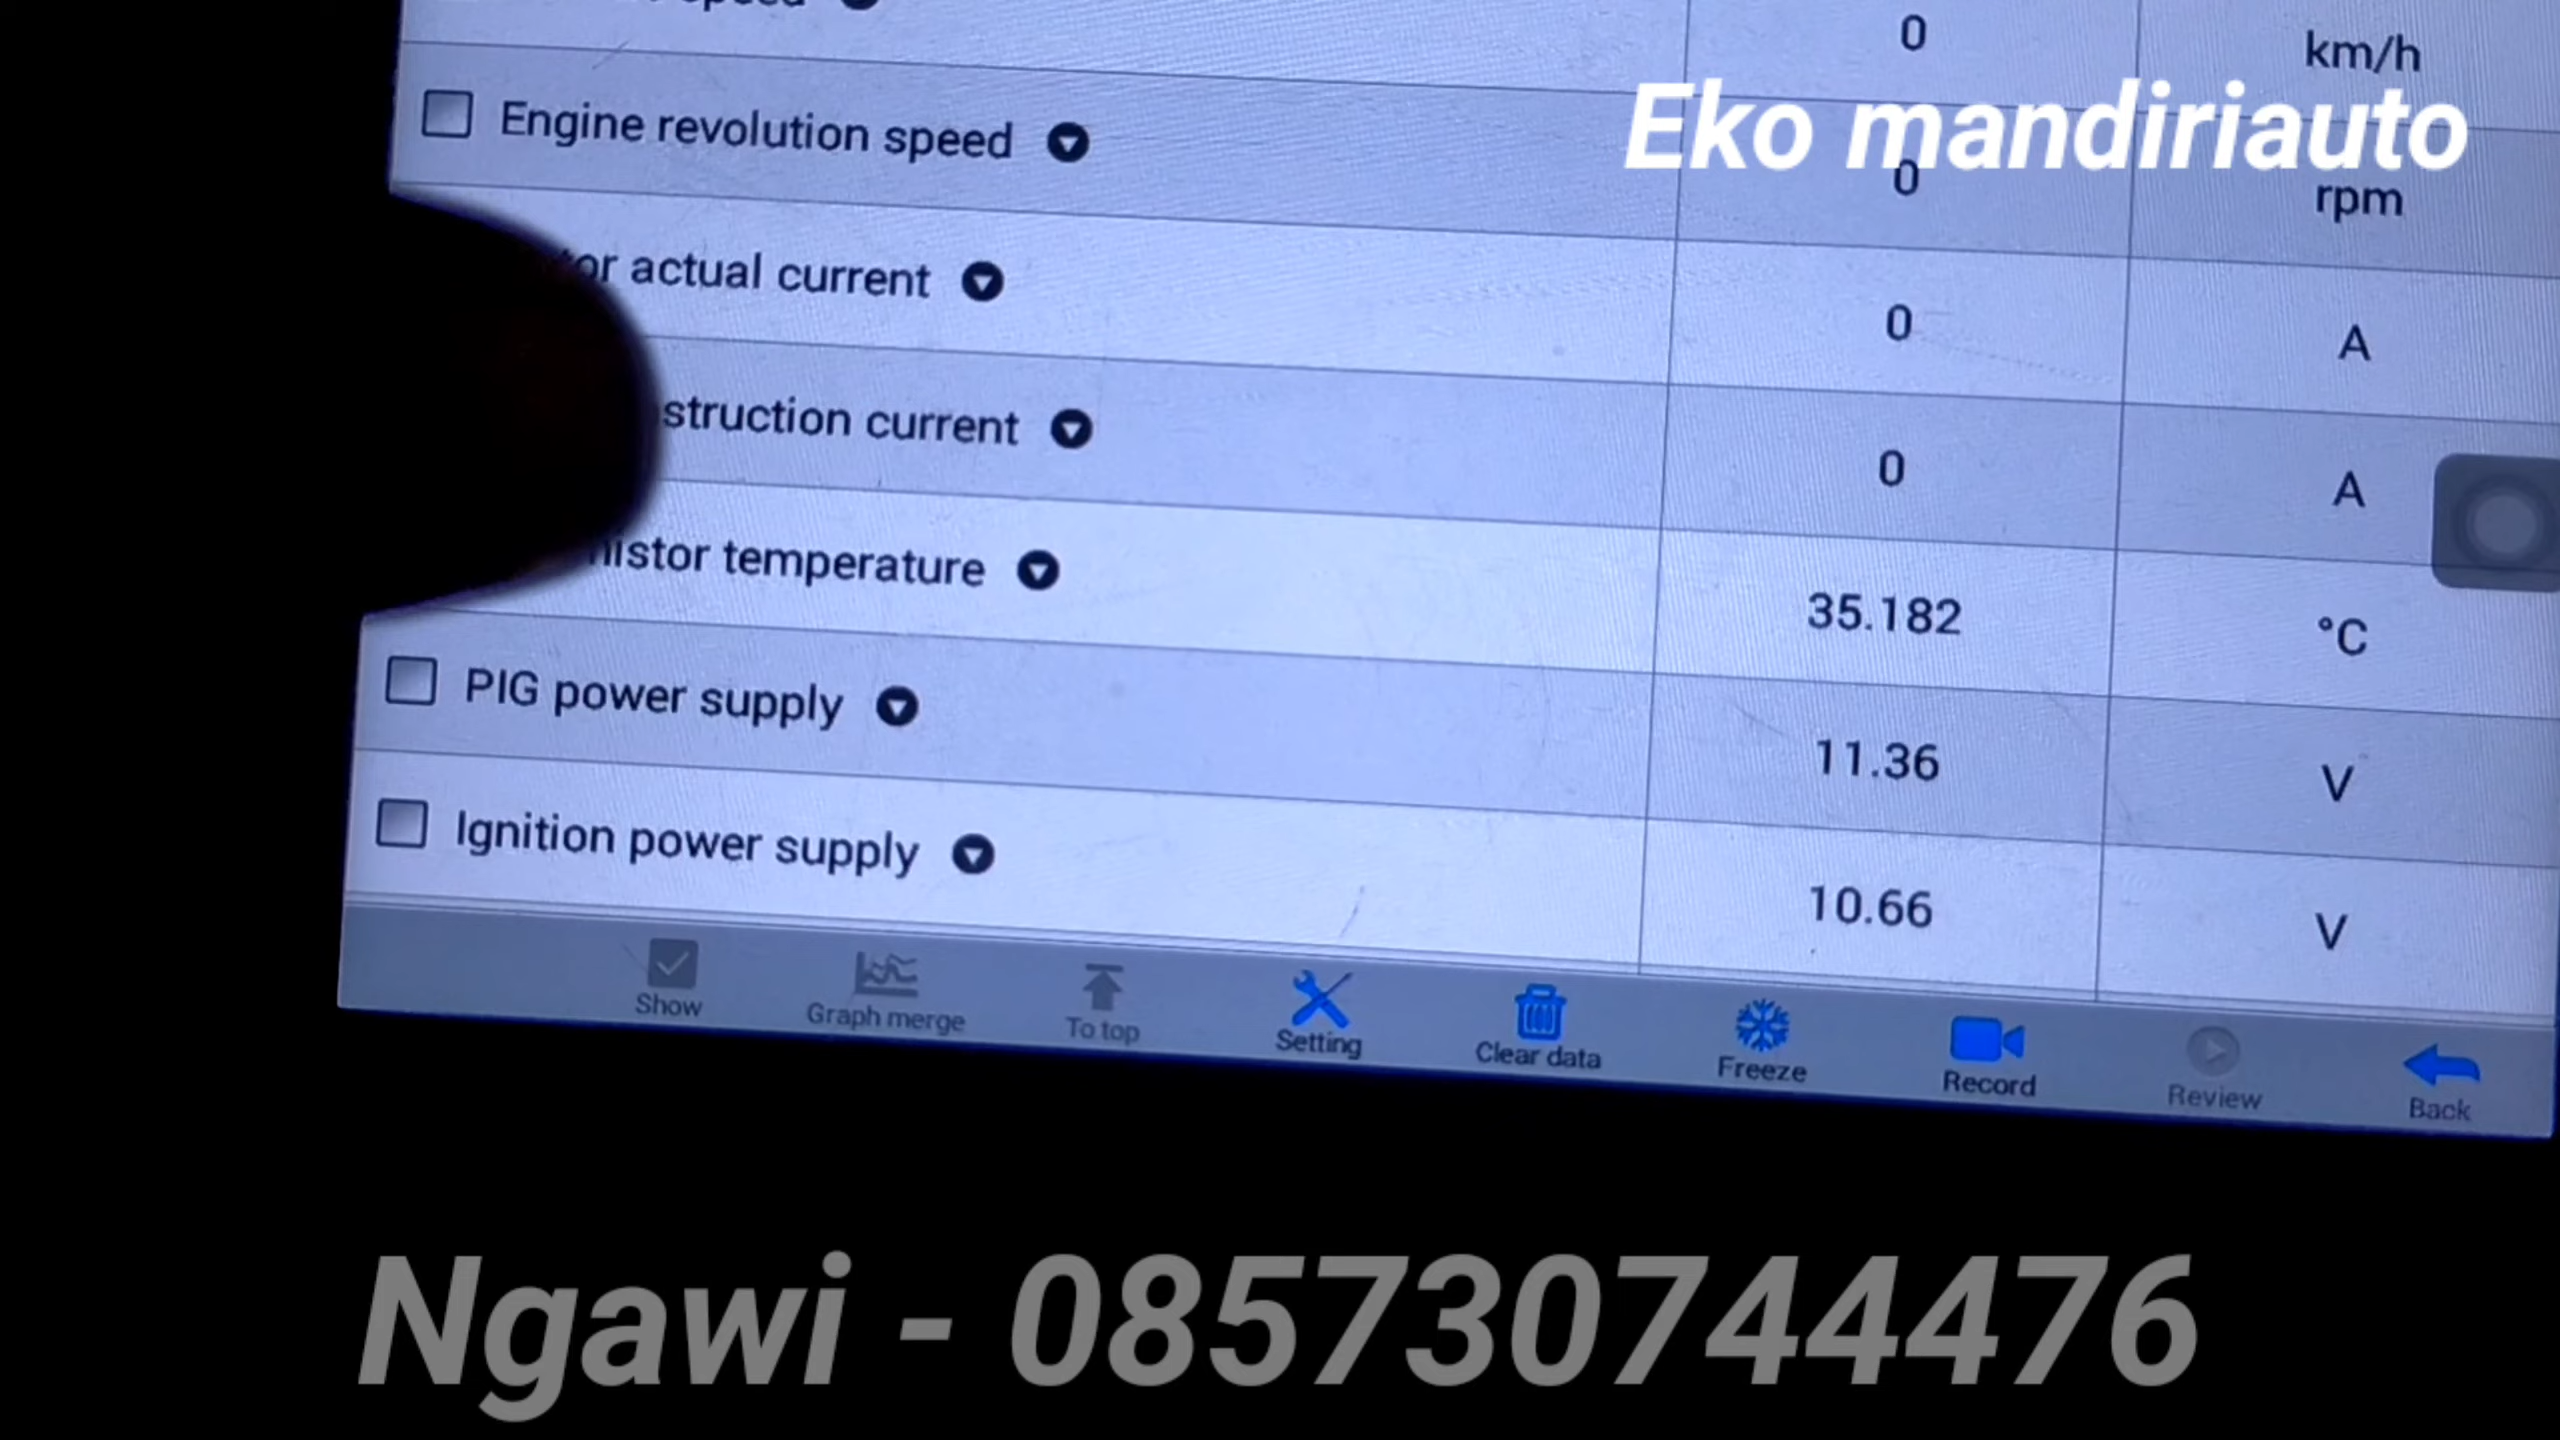 0 km/h
Eko mandiriauto
Engine revolution speed 0 rpm
actual current 0 A
struction current 0 A
istor temperature 35.182 °C
PIG power supply 11.36 V
Ignition power supply 10.66 V
Show Graph merge To top Setting Clear data Freeze Record Review Back
Ngawi - 085730744476